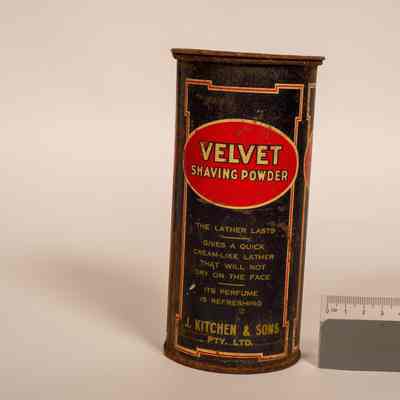 VELVET
SHAVING POWDER
THE LATHER LASTS
GIVES A QUICK
CREAM-LIKE LATHER
THAT WILL NOT
DRY ON THE FACE
ITS PERFUME
IS REFRESHING
J. KITCHEN & SONS
PTY. LTD.